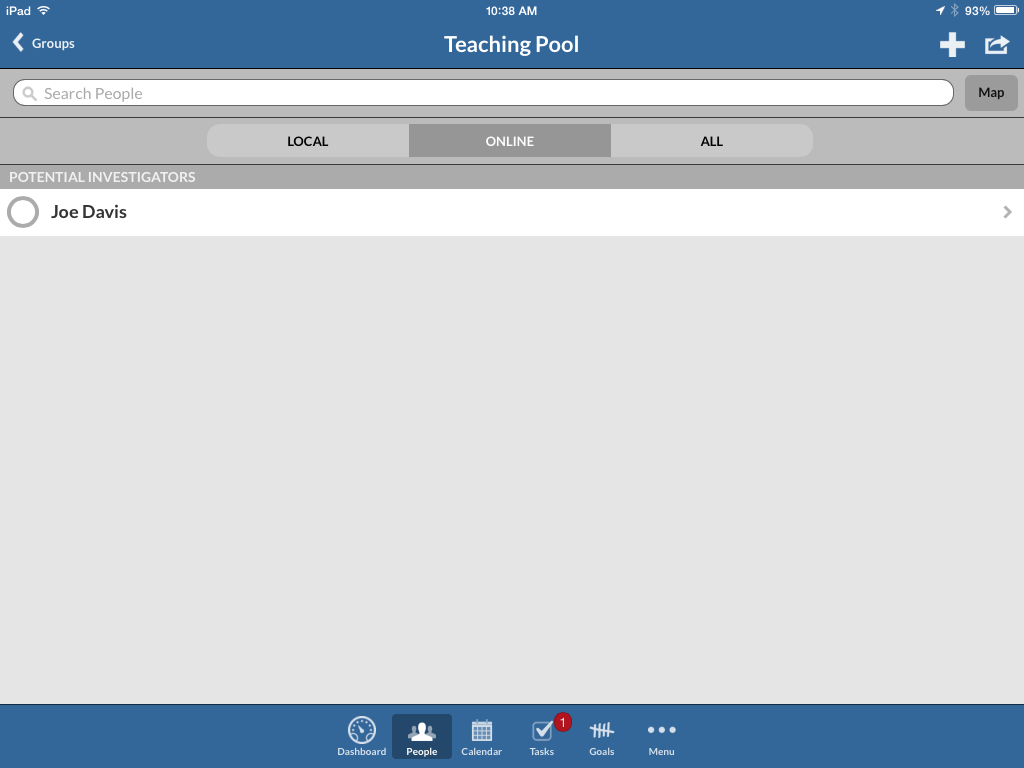 iPad 10:38 AM 93%
Groups Teaching Pool
Search People Map
LOCAL ONLINE ALL
POTENTIAL INVESTIGATORS
Joe Davis
1
Dashboard People Calendar Tasks Goals Menu